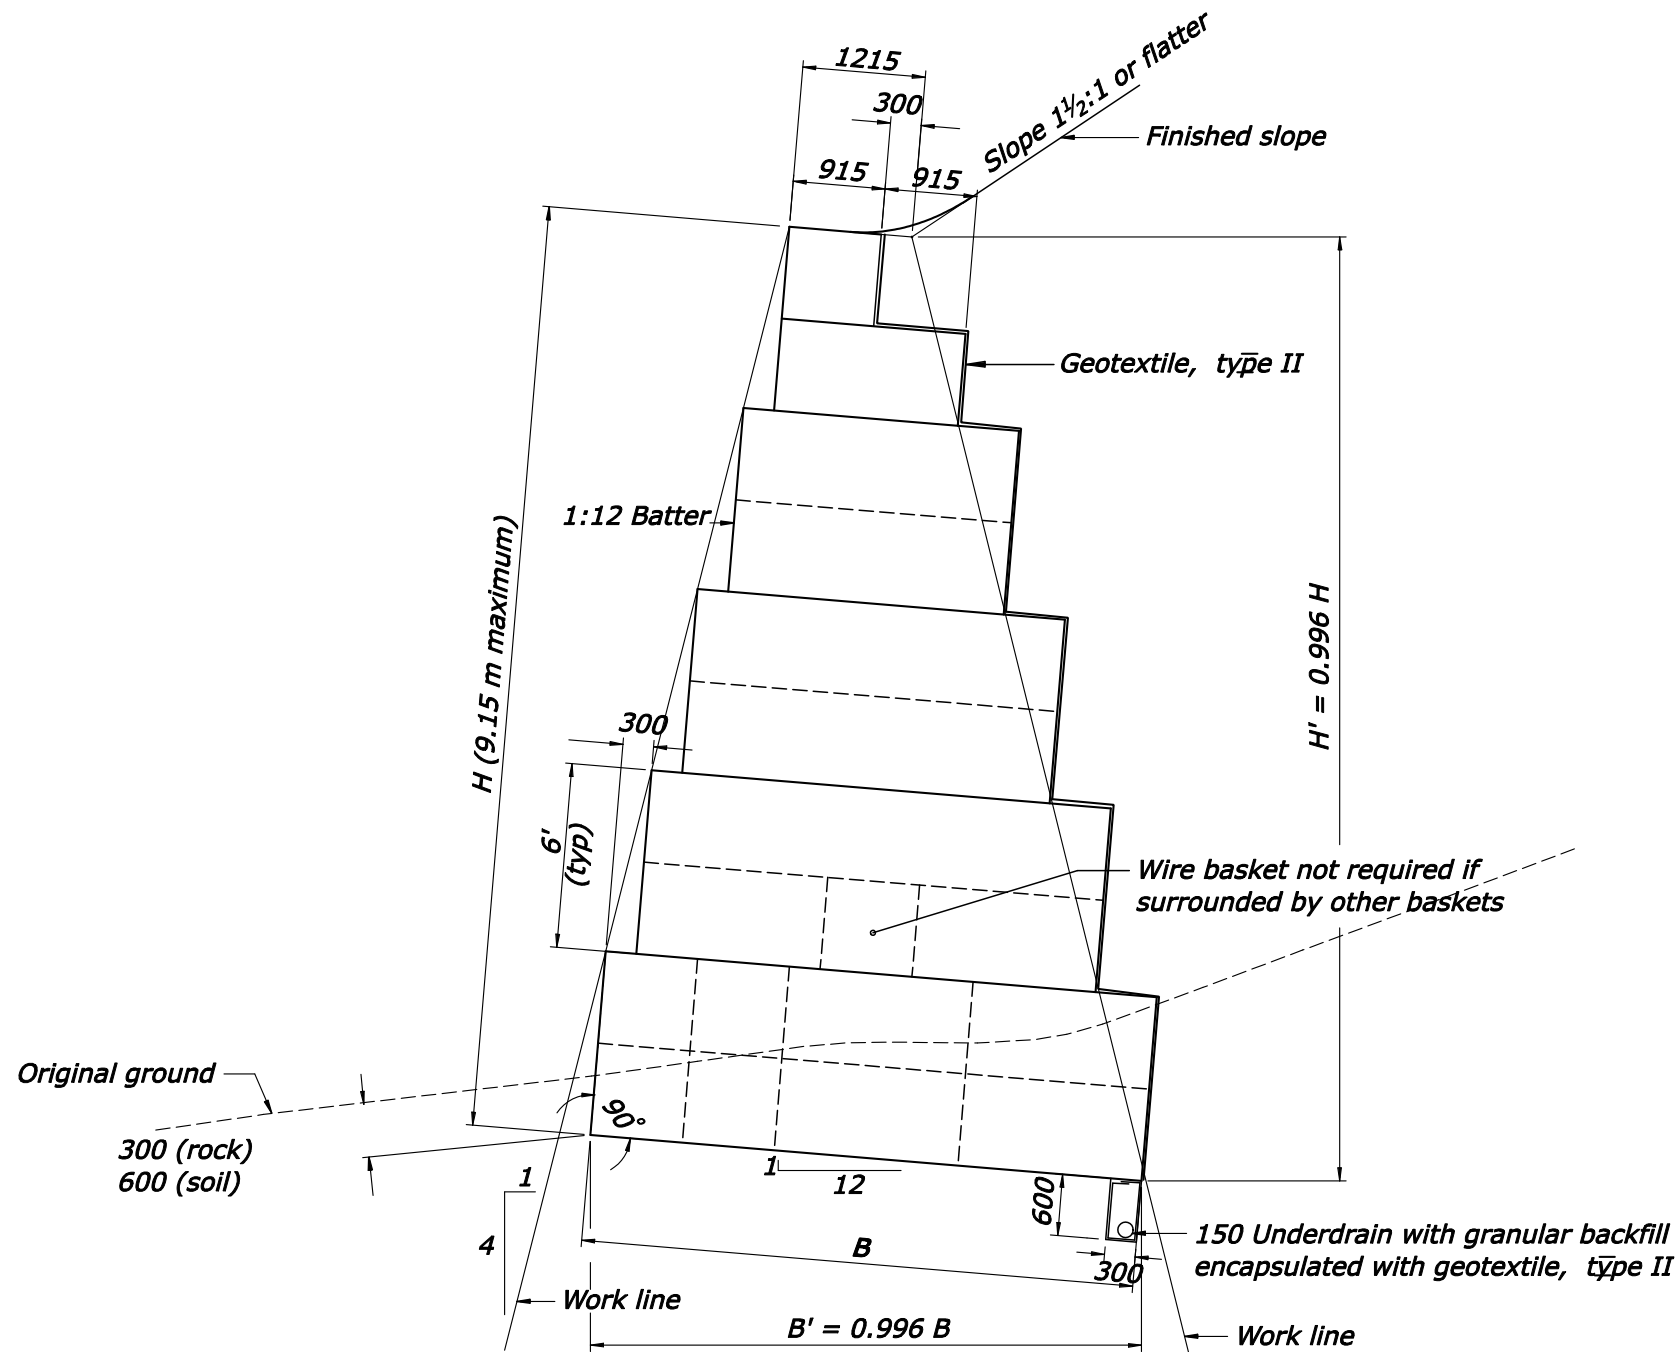 1215
300
Slope 1½:1 or flatter
Finished slope
915
915
Geotextile, type II
1:12 Batter
H (9.15 m maximum)
H' = 0.996 H
300
6'
(typ)
Wire basket not required if
surrounded by other baskets
Original ground
300 (rock)
600 (soil)
90°
1
12
1
4
600
B
300
150 Underdrain with granular backfill
encapsulated with geotextile, type II
Work line
B' = 0.996 B
Work line